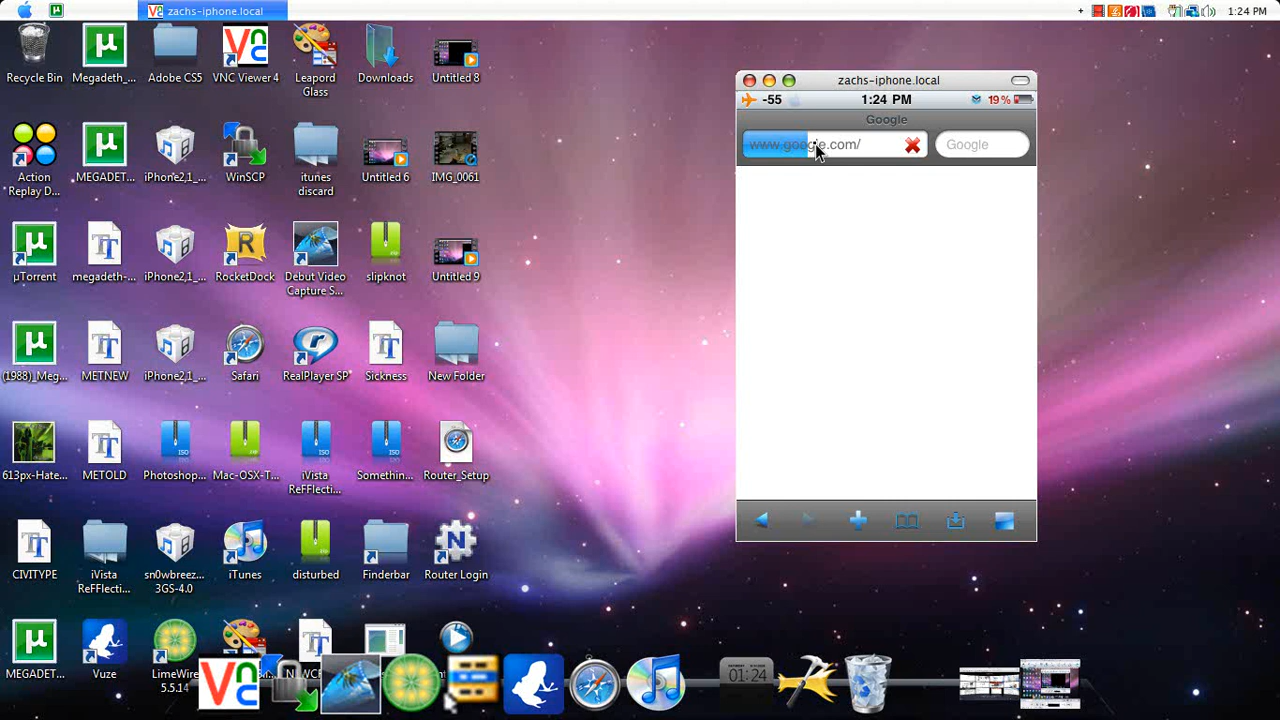 zachs-iphone.local
1:24 PM
Recycle Bin
Megadeth_...
Adobe CS5
VNC Viewer 4
Leapord
Glass
Downloads
Untitled 8
Action
Replay D...
MEGADET...
iPhone2,1_...
WinSCP
itunes
discard
Untitled 6
IMG_0061
µTorrent
megadeth-...
iPhone2,1_...
RocketDock
Debut Video
Capture S...
slipknot
Untitled 9
(1988)_Meg...
METNEW
iPhone2,1_...
Safari
RealPlayer SP
Sickness
New Folder
613px-Hate...
METOLD
Photoshop...
Mac-OSX-T...
iVista
ReFFlecti...
Somethin...
Router_Setup
CIVITYPE
iVista
ReFFlecti...
sn0wbreez...
3GS-4.0
iTunes
disturbed
Finderbar
Router Login
MEGADET...
Vuze
LimeWire
5.5.14
01:24
zachs-iphone.local
-55
1:24 PM
19%
Google
www.google.com/
Google